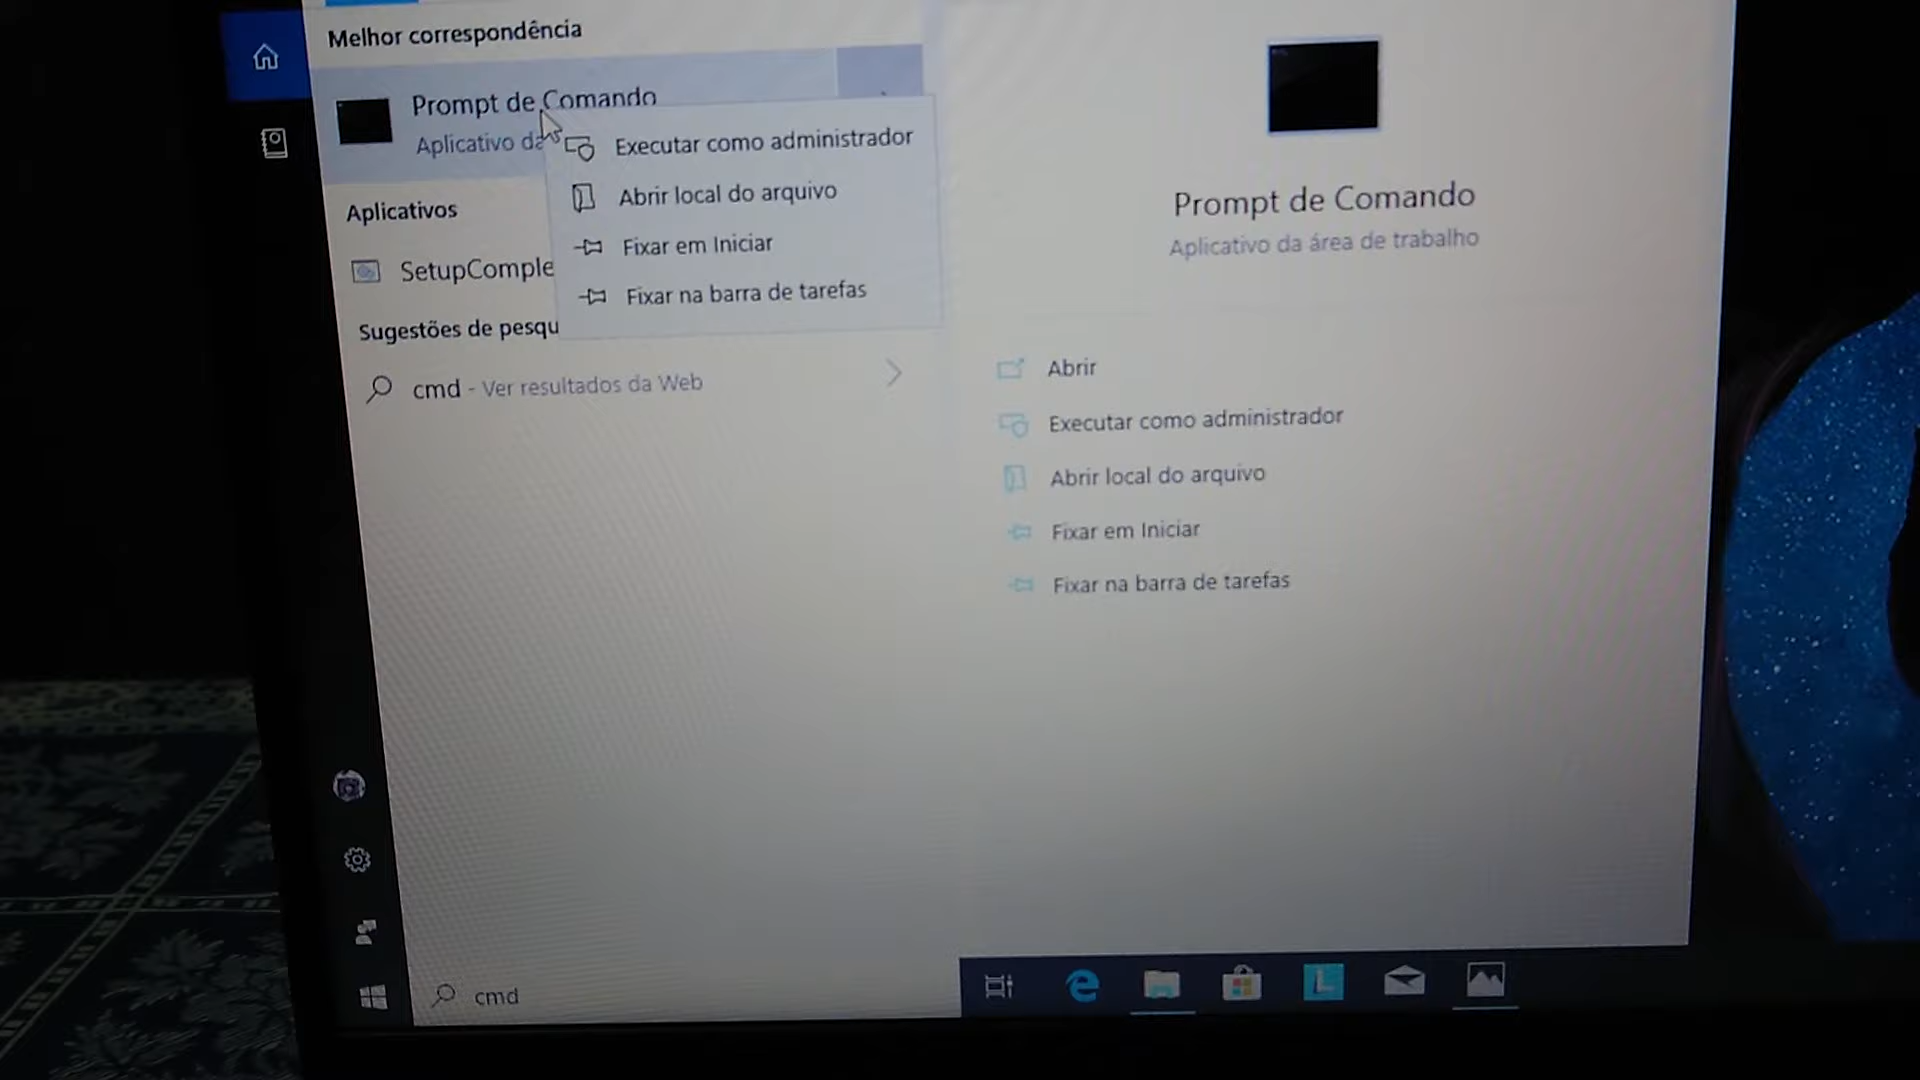 Melhor correspondência
Prompt de Comando
Aplicativo da
Executar como administrador
Abrir local do arquivo
Fixar em Iniciar
Fixar na barra de tarefas
Aplicativos
SetupComple
Sugestões de pesqu
cmd - Ver resultados da Web
Prompt de Comando
Aplicativo da área de trabalho
Abrir
Executar como administrador
Abrir local do arquivo
Fixar em Iniciar
Fixar na barra de tarefas
cmd
L